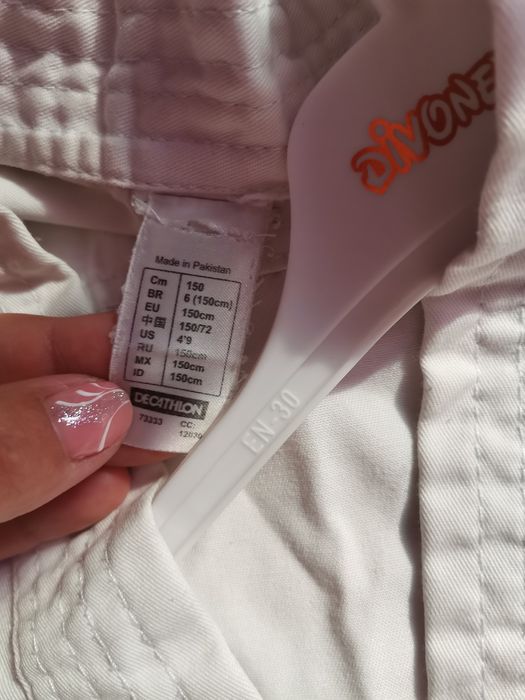 DIVONE
Made in Pakistan
Cm 150
BR 6 (150cm)
EU 150cm
中国 150/72
US 4'9
RU 150cm
MX 150cm
ID 150cm
DECATHLON
73333 CC:
EN-30